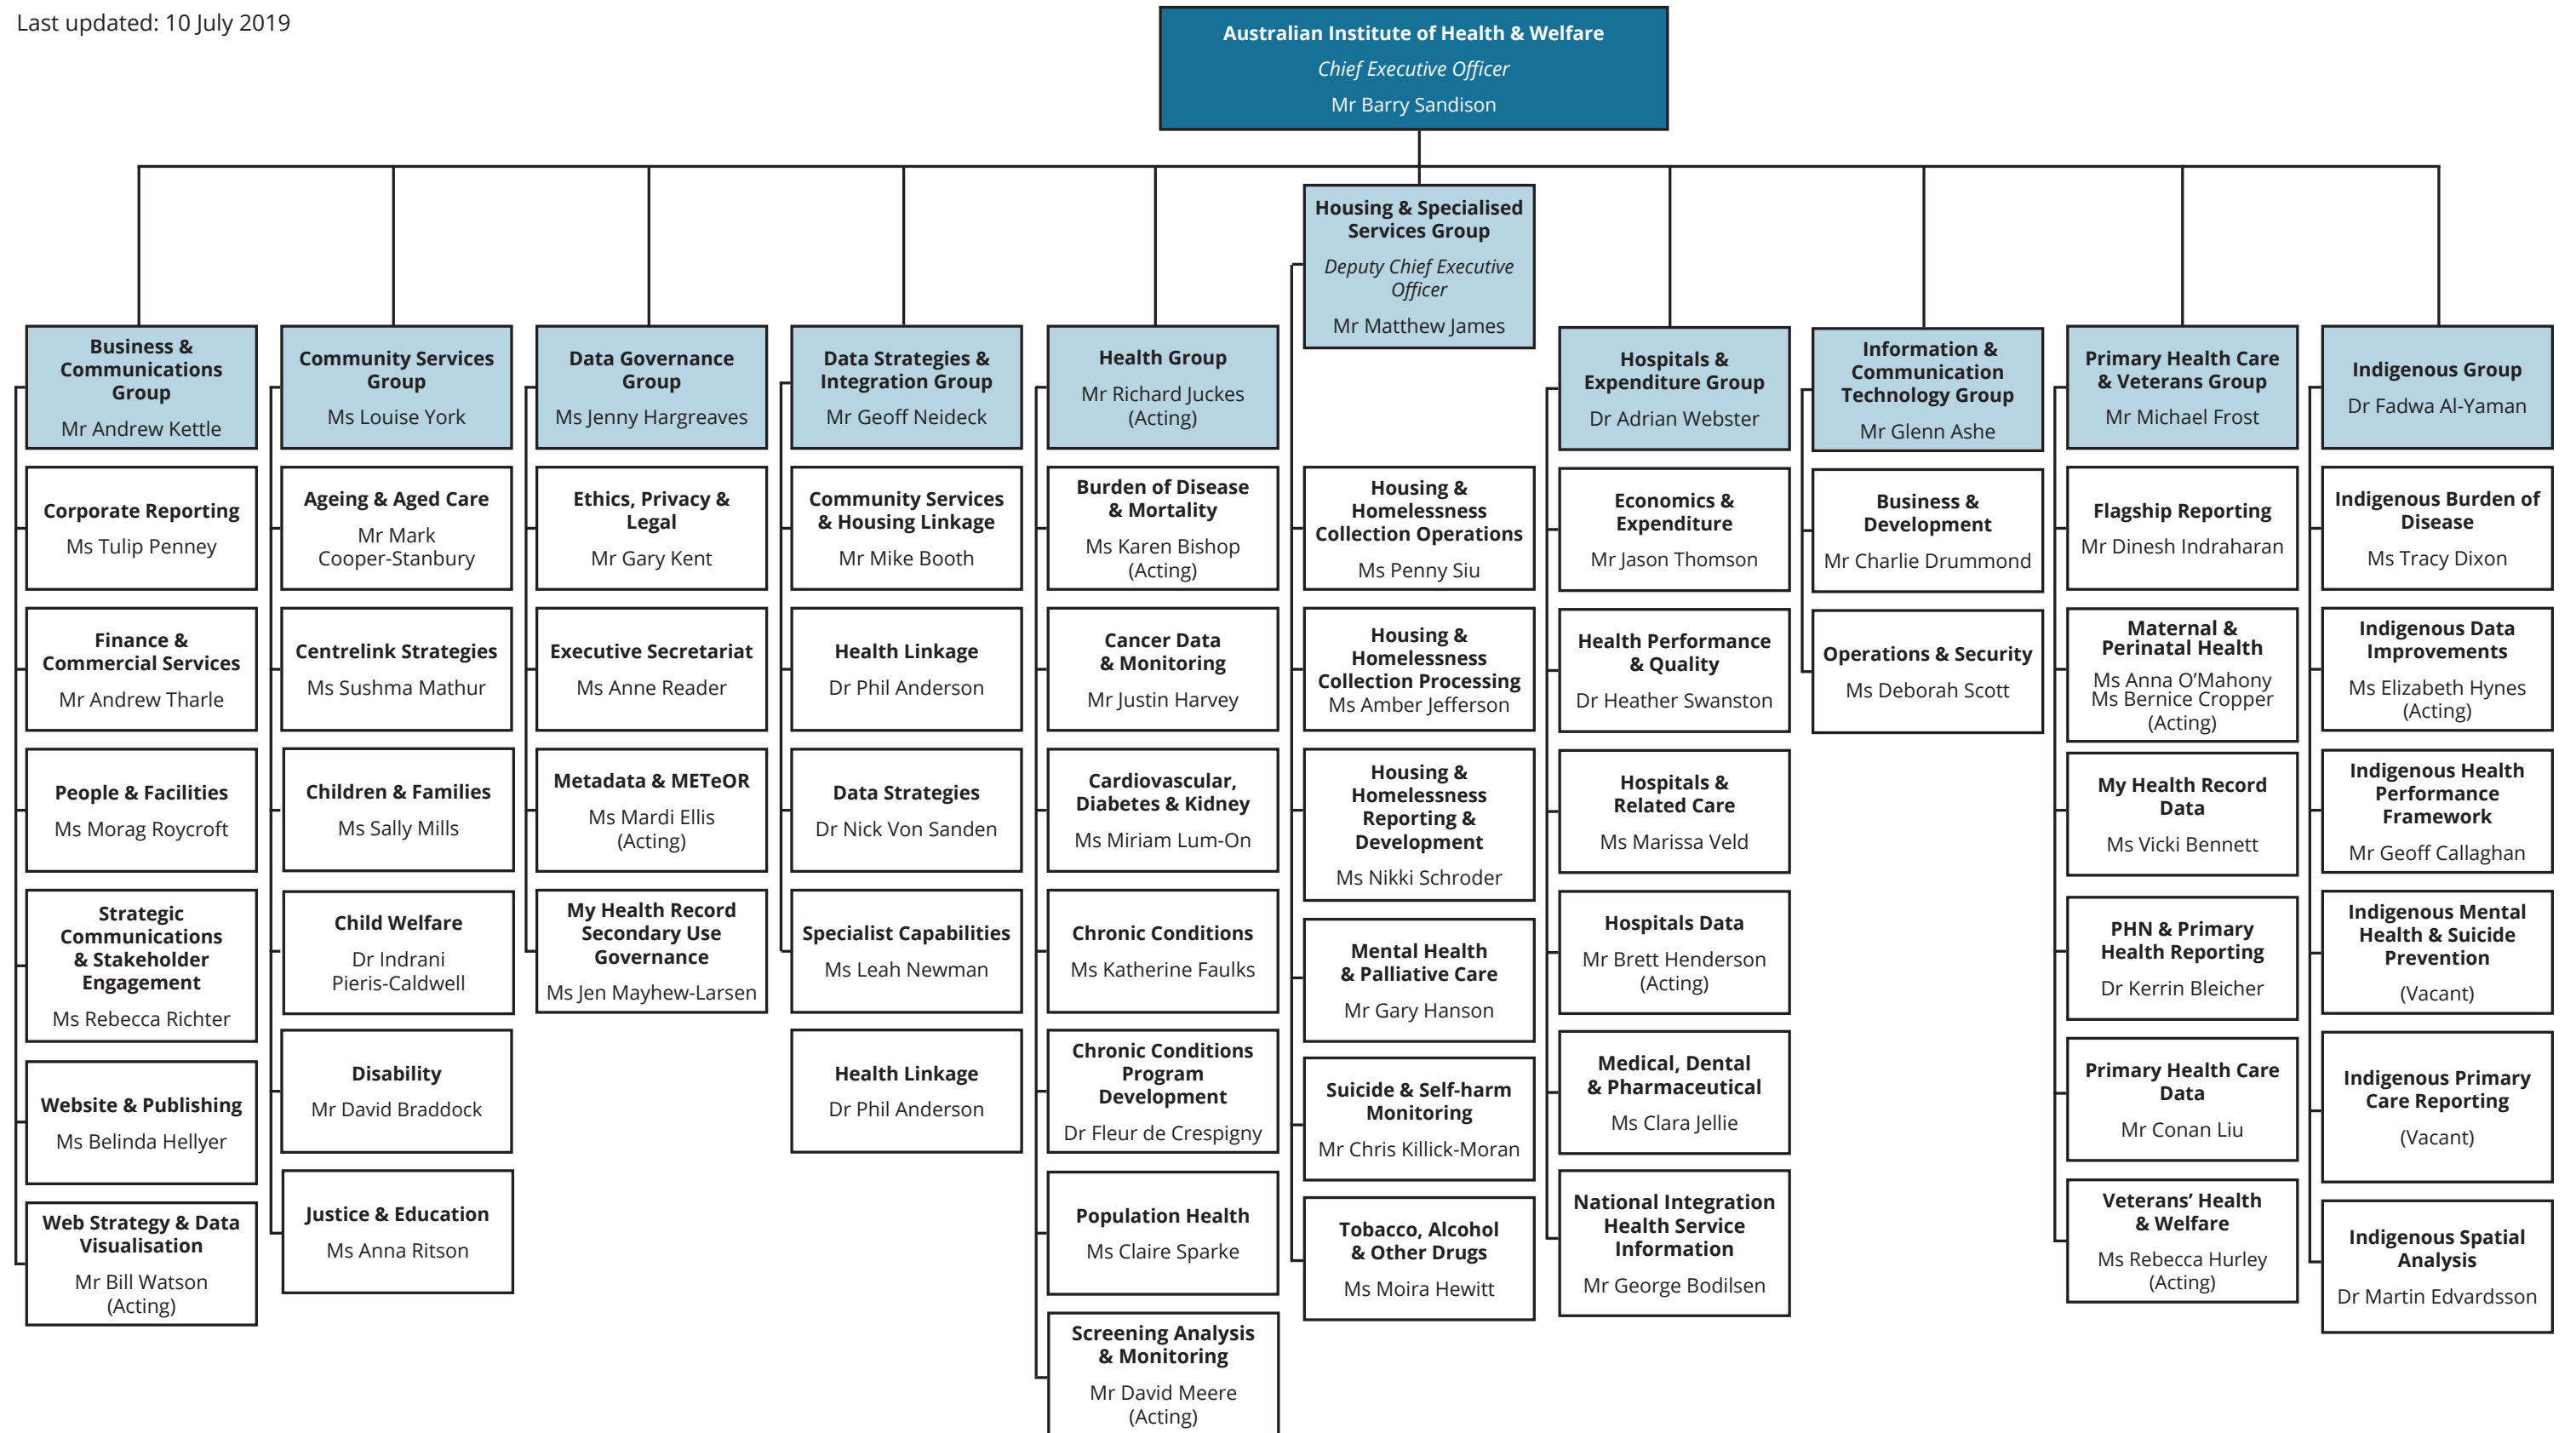 Last updated: 10 July 2019
Australian Institute of Health & Welfare
Chief Executive Officer
Mr Barry Sandison
Business &
Communications
Group
Mr Andrew Kettle
Corporate Reporting
Ms Tulip Penney
Finance &
Commercial Services
Mr Andrew Tharle
People & Facilities
Ms Morag Roycroft
Strategic
Communications
& Stakeholder
Engagement
Ms Rebecca Richter
Website & Publishing
Ms Belinda Hellyer
Web Strategy & Data
Visualisation
Mr Bill Watson
(Acting)
Community Services
Group
Ms Louise York
Ageing & Aged Care
Mr Mark
Cooper-Stanbury
Centrelink Strategies
Ms Sushma Mathur
Children & Families
Ms Sally Mills
Child Welfare
Dr Indrani
Pieris-Caldwell
Disability
Mr David Braddock
Justice & Education
Ms Anna Ritson
Data Governance
Group
Ms Jenny Hargreaves
Ethics, Privacy &
Legal
Mr Gary Kent
Executive Secretariat
Ms Anne Reader
Metadata & METeOR
Ms Mardi Ellis
(Acting)
My Health Record
Secondary Use
Governance
Ms Jen Mayhew-Larsen
Data Strategies &
Integration Group
Mr Geoff Neideck
Community Services
& Housing Linkage
Mr Mike Booth
Health Linkage
Dr Phil Anderson
Data Strategies
Dr Nick Von Sanden
Specialist Capabilities
Ms Leah Newman
Health Linkage
Dr Phil Anderson
Health Group
Mr Richard Juckes
(Acting)
Burden of Disease
& Mortality
Ms Karen Bishop
(Acting)
Cancer Data
& Monitoring
Mr Justin Harvey
Cardiovascular,
Diabetes & Kidney
Ms Miriam Lum-On
Chronic Conditions
Ms Katherine Faulks
Chronic Conditions
Program
Development
Dr Fleur de Crespigny
Population Health
Ms Claire Sparke
Screening Analysis
& Monitoring
Mr David Meere
(Acting)
Housing & Specialised
Services Group
Deputy Chief Executive
Officer
Mr Matthew James
Housing &
Homelessness
Collection Operations
Ms Penny Siu
Housing &
Homelessness
Collection Processing
Ms Amber Jefferson
Housing &
Homelessness
Reporting &
Development
Ms Nikki Schroder
Mental Health
& Palliative Care
Mr Gary Hanson
Suicide & Self-harm
Monitoring
Mr Chris Killick-Moran
Tobacco, Alcohol
& Other Drugs
Ms Moira Hewitt
Hospitals &
Expenditure Group
Dr Adrian Webster
Economics &
Expenditure
Mr Jason Thomson
Health Performance
& Quality
Dr Heather Swanston
Hospitals &
Related Care
Ms Marissa Veld
Hospitals Data
Mr Brett Henderson
(Acting)
Medical, Dental
& Pharmaceutical
Ms Clara Jellie
National Integration
Health Service
Information
Mr George Bodilsen
Information &
Communication
Technology Group
Mr Glenn Ashe
Business &
Development
Mr Charlie Drummond
Operations & Security
Ms Deborah Scott
Primary Health Care
& Veterans Group
Mr Michael Frost
Flagship Reporting
Mr Dinesh Indraharan
Maternal &
Perinatal Health
Ms Anna O’Mahony
Ms Bernice Cropper
(Acting)
My Health Record
Data
Ms Vicki Bennett
PHN & Primary
Health Reporting
Dr Kerrin Bleicher
Primary Health Care
Data
Mr Conan Liu
Veterans’ Health
& Welfare
Ms Rebecca Hurley
(Acting)
Indigenous Group
Dr Fadwa Al-Yaman
Indigenous Burden of
Disease
Ms Tracy Dixon
Indigenous Data
Improvements
Ms Elizabeth Hynes
(Acting)
Indigenous Health
Performance
Framework
Mr Geoff Callaghan
Indigenous Mental
Health & Suicide
Prevention
(Vacant)
Indigenous Primary
Care Reporting
(Vacant)
Indigenous Spatial
Analysis
Dr Martin Edvardsson